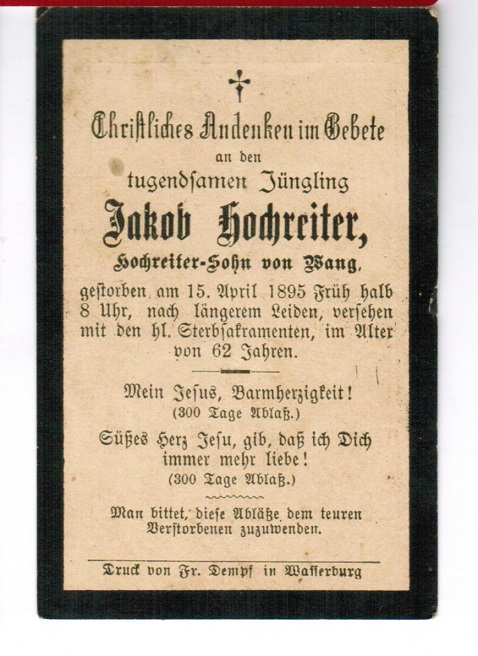 Christliches Andenken im Gebete
an den
tugendsamen Jüngling
Jakob Hochreiter,
Hochreiter-Sohn von Wang,
gestorben am 15. April 1895 Früh halb
8 Uhr, nach längerem Leiden, versehen
mit den hl. Sterbsakramenten, im Alter
von 62 Jahren.
Mein Jesus, Barmherzigkeit!
(300 Tage Ablaß.)
Süßes Herz Jesu, gib, daß ich Dich
immer mehr liebe!
(300 Tage Ablaß.)
Man bittet, diese Abläße dem teuren
Verstorbenen zuzuwenden.
Druck von Fr. Dempf in Wasserburg